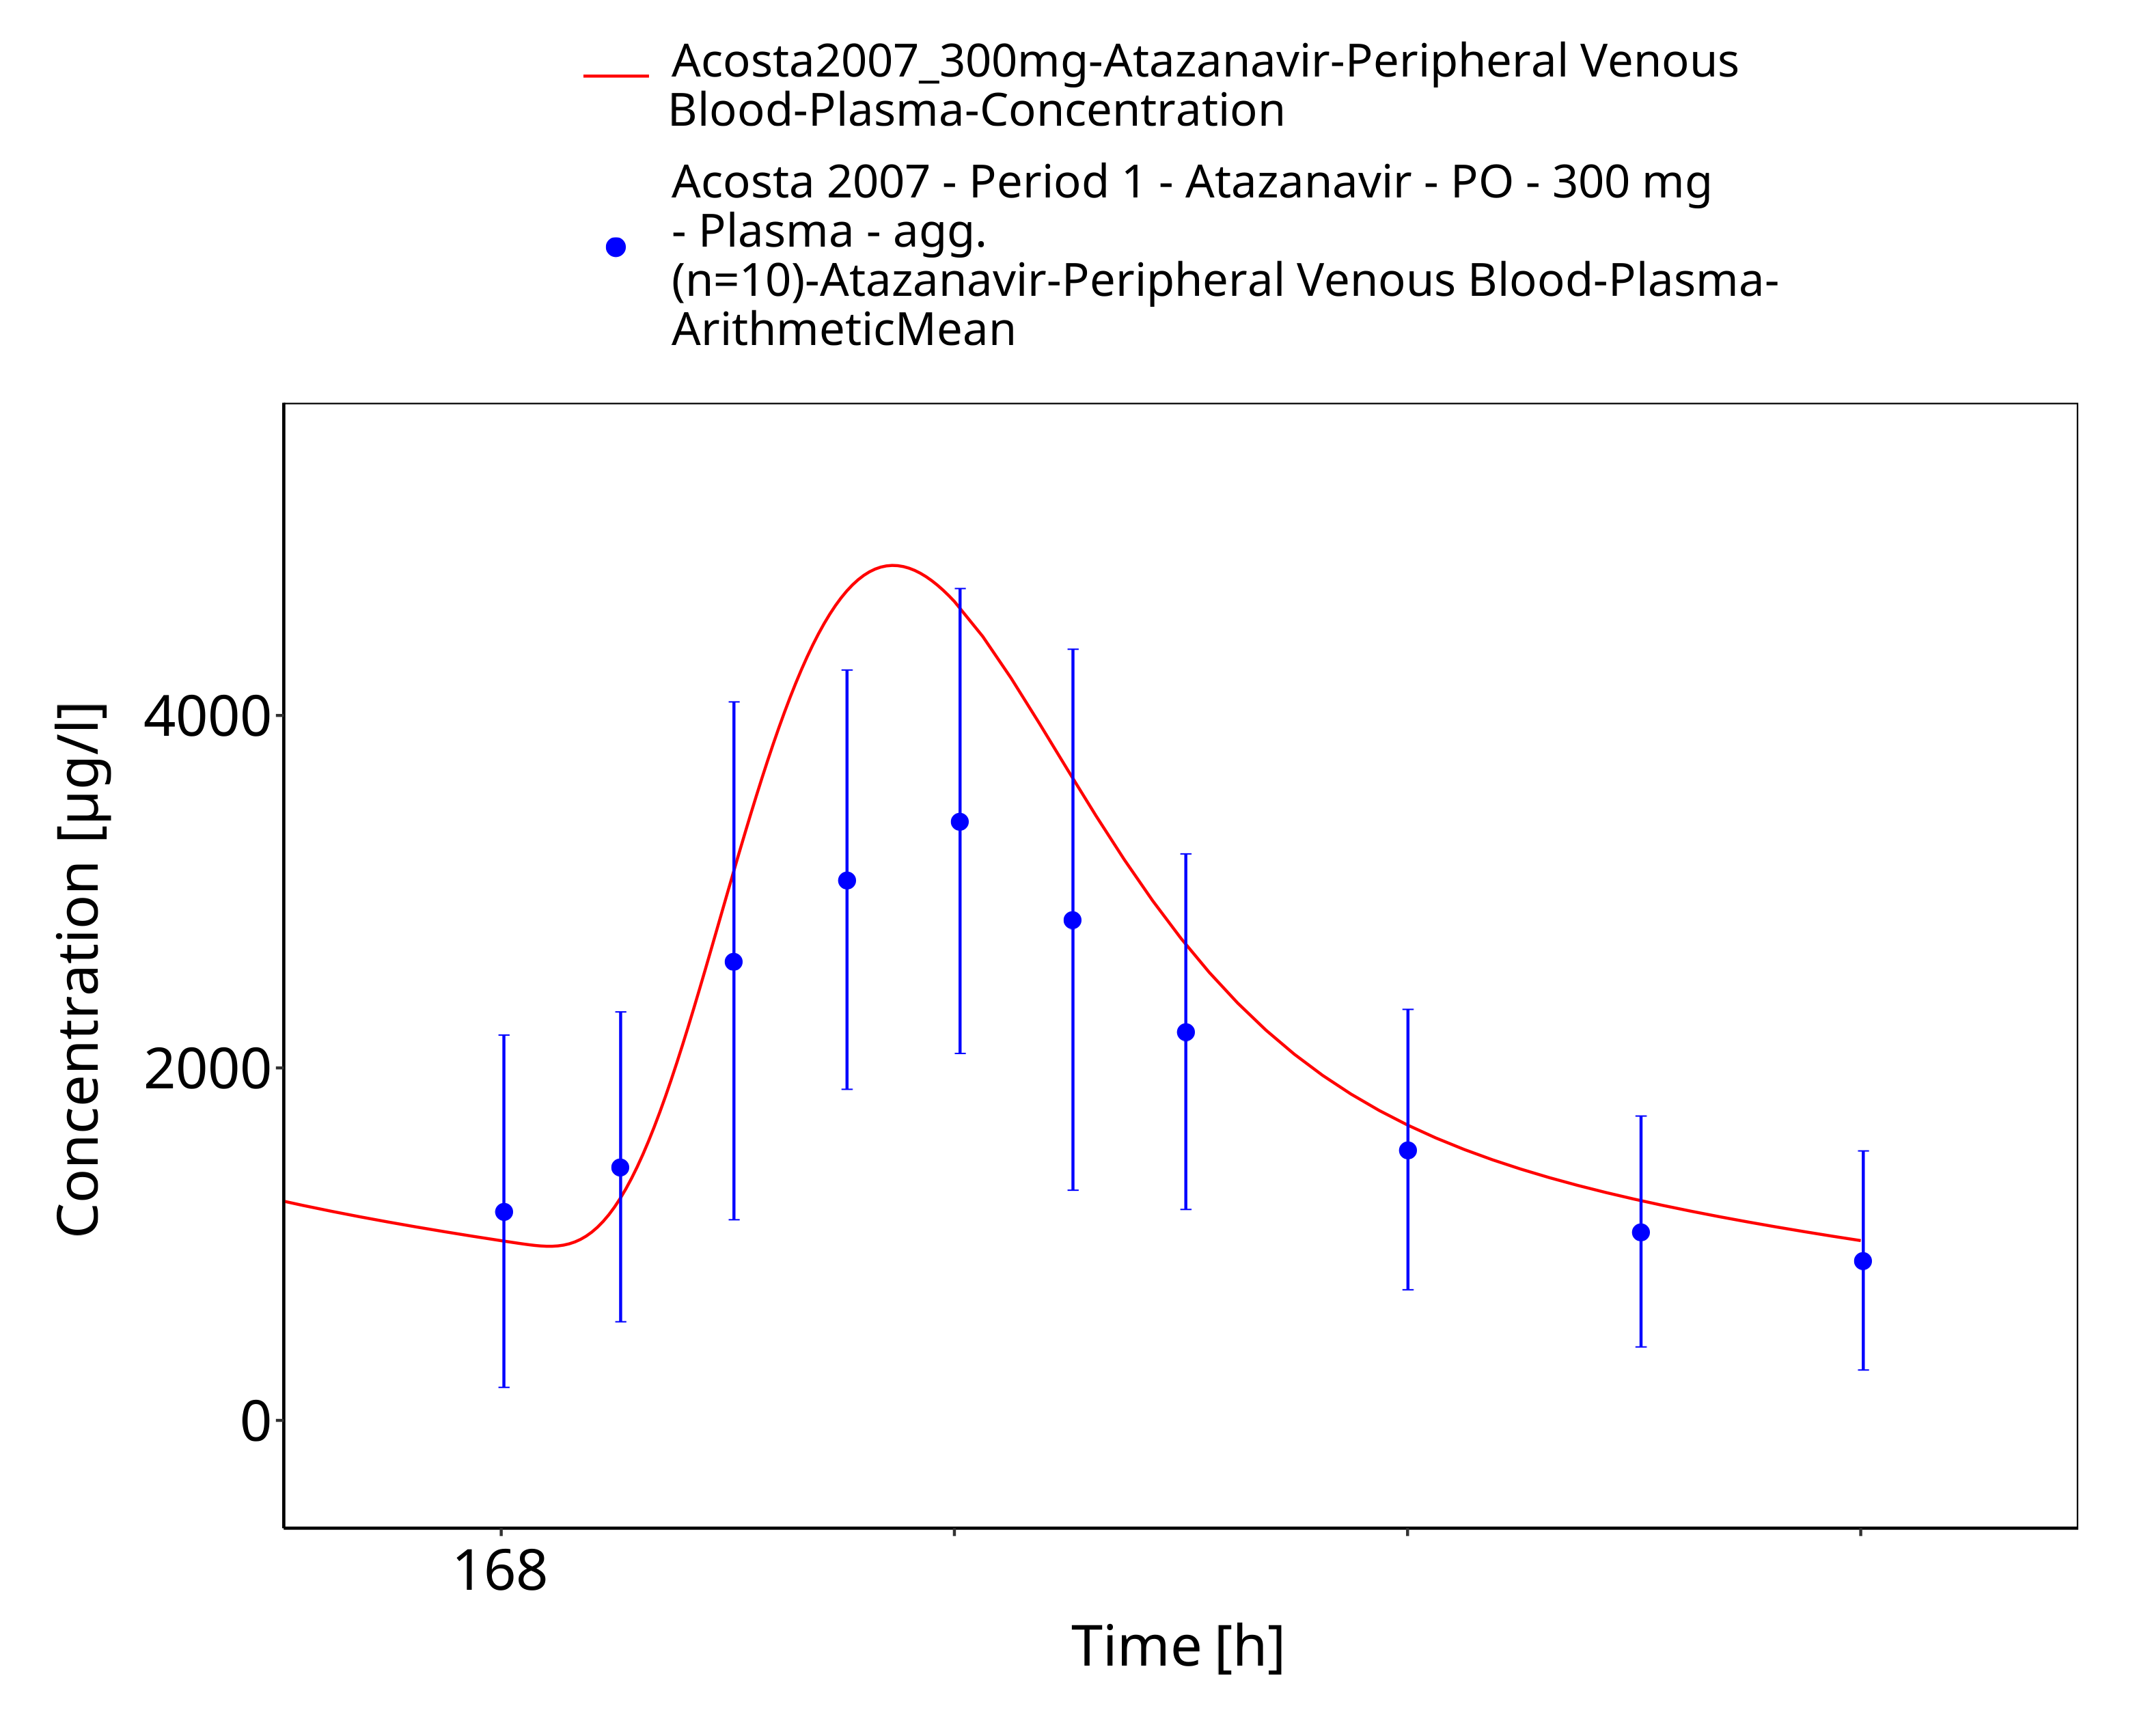 Acosta2007_300mg-Atazanavir-Peripheral Venous
Blood-Plasma-Concentration
Acosta 2007 - Period 1 - Atazanavir - PO - 300 mg
- Plasma - agg.
(n=10)-Atazanavir-Peripheral Venous Blood-Plasma-
ArithmeticMean
Concentration [µg/l]
4000
2000
0
168
Time [h]